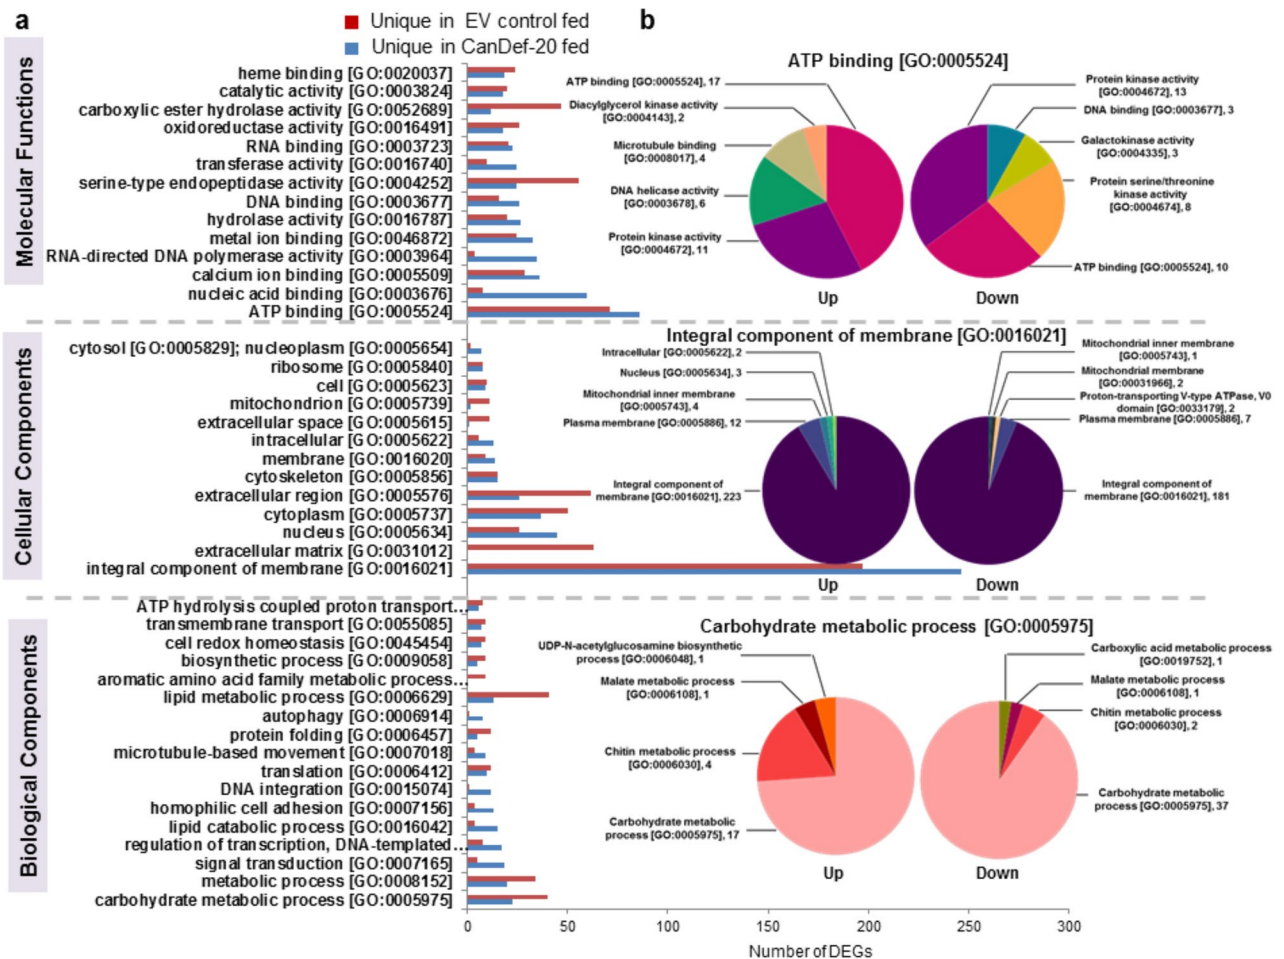 a
Unique in EV control fed
Unique in CanDef-20 fed
Molecular Functions
heme binding [GO:0020037]
catalytic activity [GO:0003824]
carboxylic ester hydrolase activity [GO:0052689]
oxidoreductase activity [GO:0016491]
RNA binding [GO:0003723]
transferase activity [GO:0016740]
serine-type endopeptidase activity [GO:0004252]
DNA binding [GO:0003677]
hydrolase activity [GO:0016787]
metal ion binding [GO:0046872]
RNA-directed DNA polymerase activity [GO:0003964]
calcium ion binding [GO:0005509]
nucleic acid binding [GO:0003676]
ATP binding [GO:0005524]
Cellular Components
cytosol [GO:0005829]; nucleoplasm [GO:0005654]
ribosome [GO:0005840]
cell [GO:0005623]
mitochondrion [GO:0005739]
extracellular space [GO:0005615]
intracellular [GO:0005622]
membrane [GO:0016020]
cytoskeleton [GO:0005856]
extracellular region [GO:0005576]
cytoplasm [GO:0005737]
nucleus [GO:0005634]
extracellular matrix [GO:0031012]
integral component of membrane [GO:0016021]
Biological Components
ATP hydrolysis coupled proton transport...
transmembrane transport [GO:0055085]
cell redox homeostasis [GO:0045454]
biosynthetic process [GO:0009058]
aromatic amino acid family metabolic process...
lipid metabolic process [GO:0006629]
autophagy [GO:0006914]
protein folding [GO:0006457]
microtubule-based movement [GO:0007018]
translation [GO:0006412]
DNA integration [GO:0015074]
homophilic cell adhesion [GO:0007156]
lipid catabolic process [GO:0016042]
regulation of transcription, DNA-templated...
signal transduction [GO:0007165]
metabolic process [GO:0008152]
carbohydrate metabolic process [GO:0005975]
0 50 100 150 200 250 300
Number of DEGs
b
ATP binding [GO:0005524]
ATP binding [GO:0005524], 17
Diacylglycerol kinase activity
[GO:0004143], 2
Microtubule binding
[GO:0008017], 4
DNA helicase activity
[GO:0003678], 6
Protein kinase activity
[GO:0004672], 11
Up
Protein kinase activity
[GO:0004672], 13
DNA binding [GO:0003677], 3
Galactokinase activity
[GO:0004335], 3
Protein serine/threonine
kinase activity
[GO:0004674], 8
ATP binding [GO:0005524], 10
Down
Integral component of membrane [GO:0016021]
Intracellular [GO:0005622], 2
Nucleus [GO:0005634], 3
Mitochondrial inner membrane
[GO:0005743], 4
Plasma membrane [GO:0005886], 12
Integral component of
membrane [GO:0016021], 223
Up
Mitochondrial inner membrane
[GO:0005743], 1
Mitochondrial membrane
[GO:00031966], 2
Proton-transporting V-type ATPase, V0
domain [GO:0033179], 2
Plasma membrane [GO:0005886], 7
Integral component of
membrane [GO:0016021], 181
Down
Carbohydrate metabolic process [GO:0005975]
UDP-N-acetylglucosamine biosynthetic
process [GO:0006048], 1
Malate metabolic process
[GO:0006108], 1
Chitin metabolic process
[GO:0006030], 4
Carbohydrate metabolic
process [GO:0005975], 17
Up
Carboxylic acid metabolic process
[GO:0019752], 1
Malate metabolic process
[GO:0006108], 1
Chitin metabolic process
[GO:0006030], 2
Carbohydrate metabolic
process [GO:0005975], 37
Down